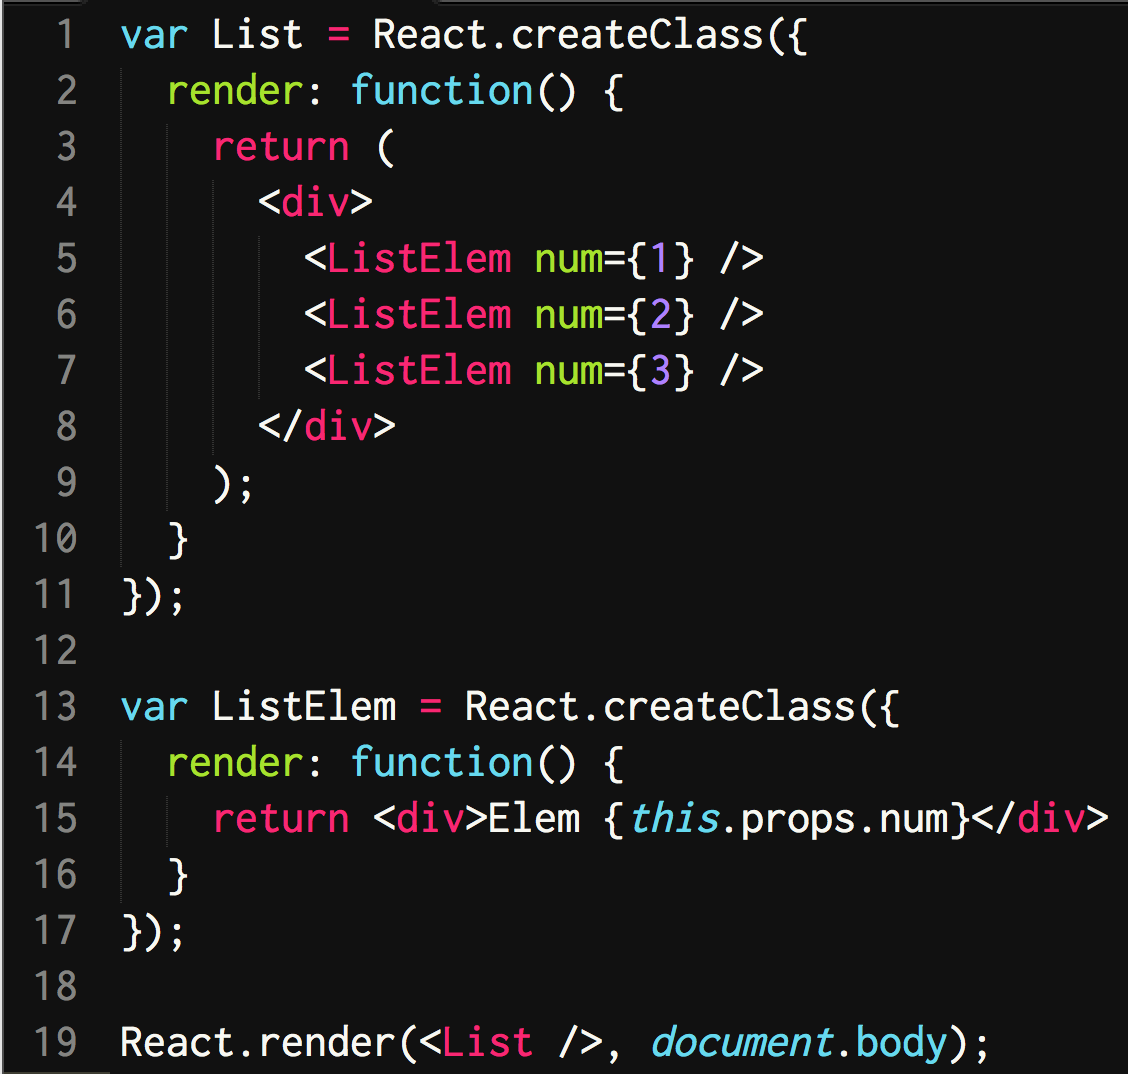 1 var List = React.createClass({
2   render: function() {
3     return (
4       <div>
5         <ListElem num={1} />
6         <ListElem num={2} />
7         <ListElem num={3} />
8       </div>
9     );
10   }
11 });
12
13 var ListElem = React.createClass({
14   render: function() {
15     return <div>Elem {this.props.num}</div>
16   }
17 });
18
19 React.render(<List />, document.body);